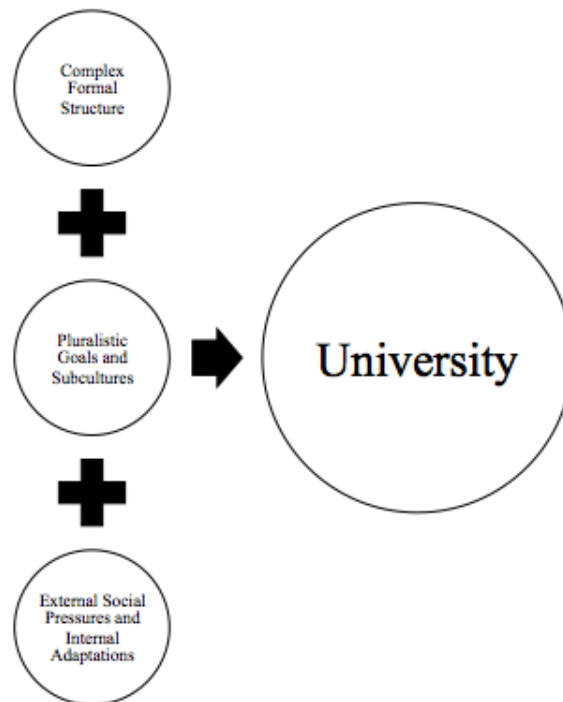 Complex
Formal
Structure
Pluralistic
Goals and
Subcultures
University
External Social
Pressures and
Internal
Adaptations